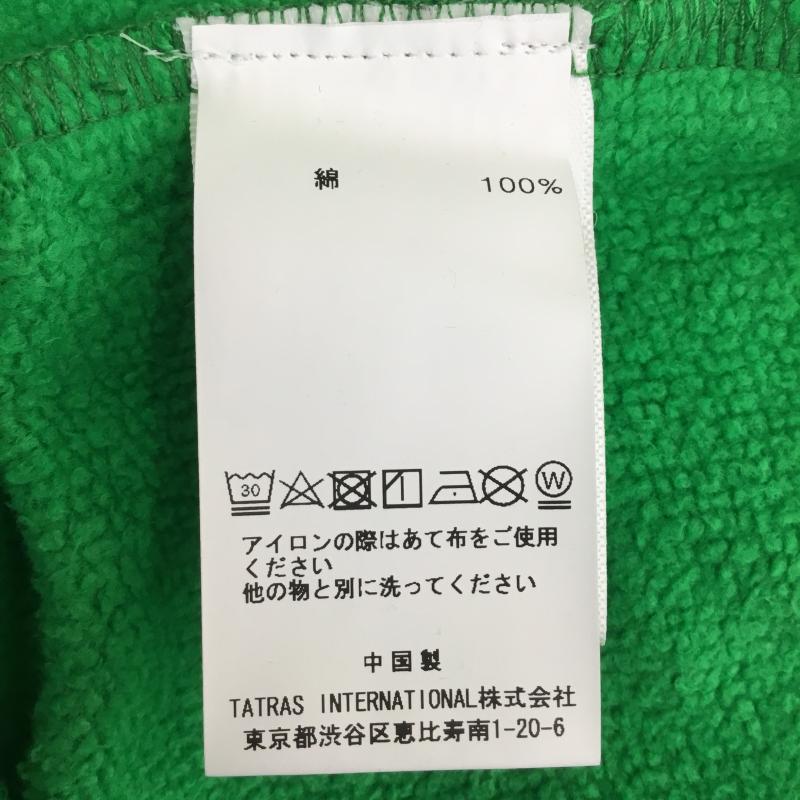 綿 100%
30 W
アイロンの際はあて布をご使用
ください
他の物と別に洗ってください
中国製
TATRAS INTERNATIONAL株式会社
東京都渋谷区恵比寿南1-20-6